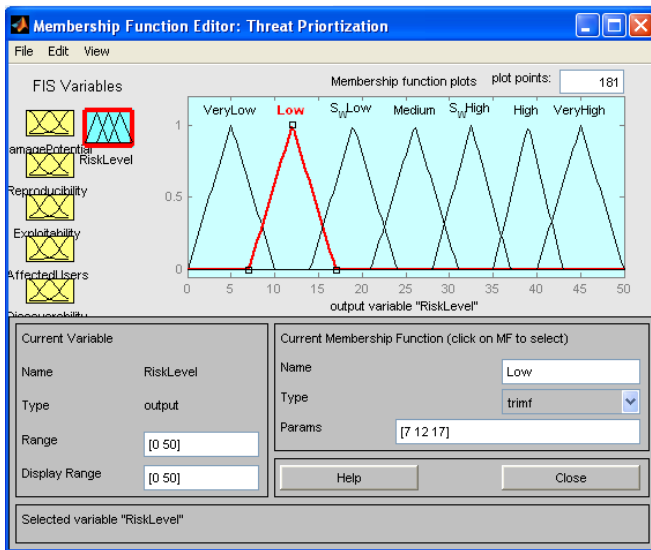 Membership Function Editor: Threat Priortization
File Edit View
FIS Variables
Membership function plots plot points: 181
amagePotential
RiskLevel
Reproducibility
Exploitability
AffectedUsers
Discoverability
VeryLow Low S_wLow Medium S_wHigh High VeryHigh
1
0.5
0
0 5 10 15 20 25 30 35 40 45 50
output variable "RiskLevel"
Current Variable
Name RiskLevel
Type output
Range [0 50]
Display Range [0 50]
Current Membership Function (click on MF to select)
Name Low
Type trimf
Params [7 12 17]
Help Close
Selected variable "RiskLevel"